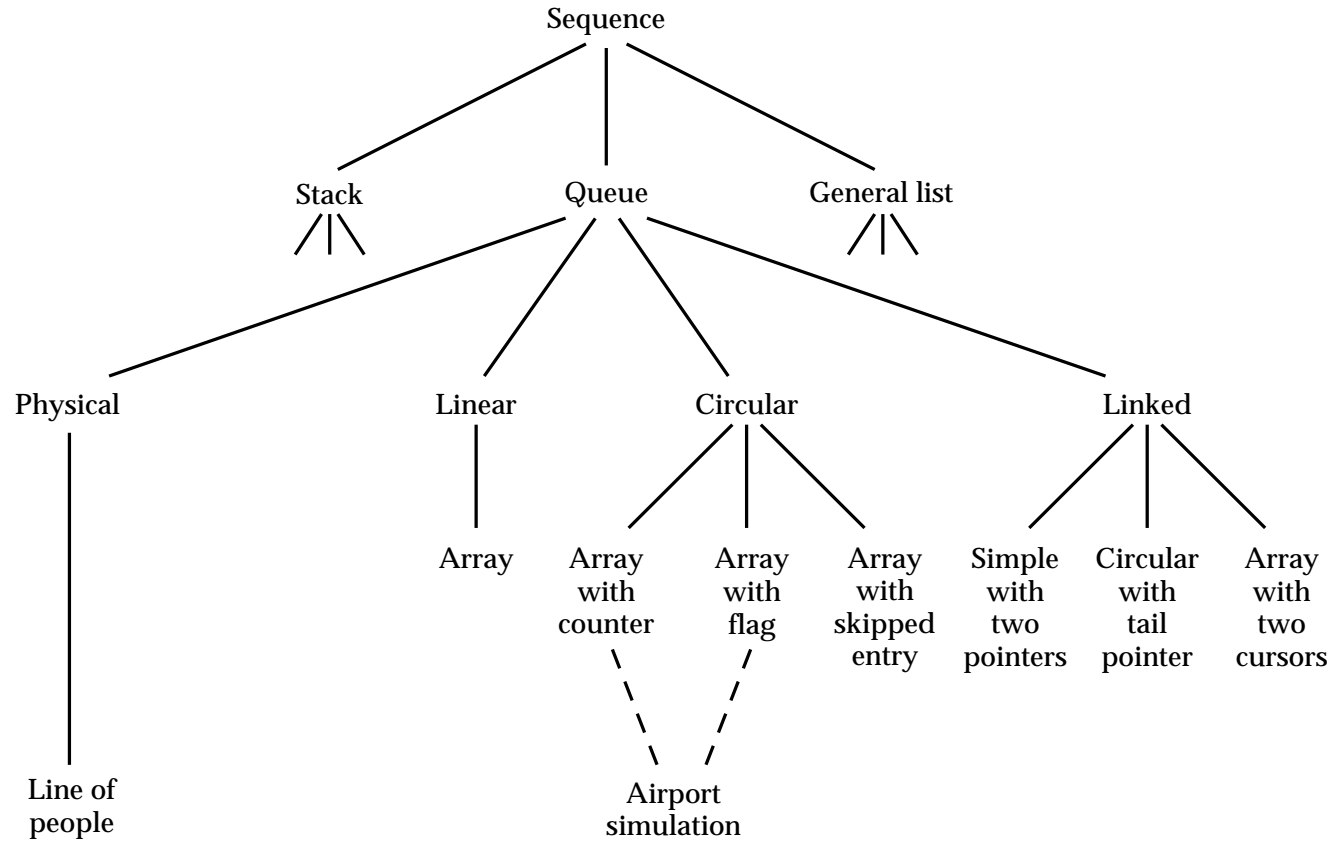 Sequence
Stack
Queue
General list
Physical
Linear
Circular
Linked
Array
Array
with
counter
Array
with
flag
Array
with
skipped
entry
Simple
with
two
pointers
Circular
with
tail
pointer
Array
with
two
cursors
Line of
people
Airport
simulation